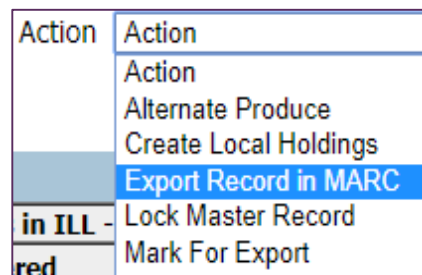 Action Action
Action
Alternate Produce
Create Local Holdings
Export Record in MARC
in ILL - Lock Master Record
red Mark For Export